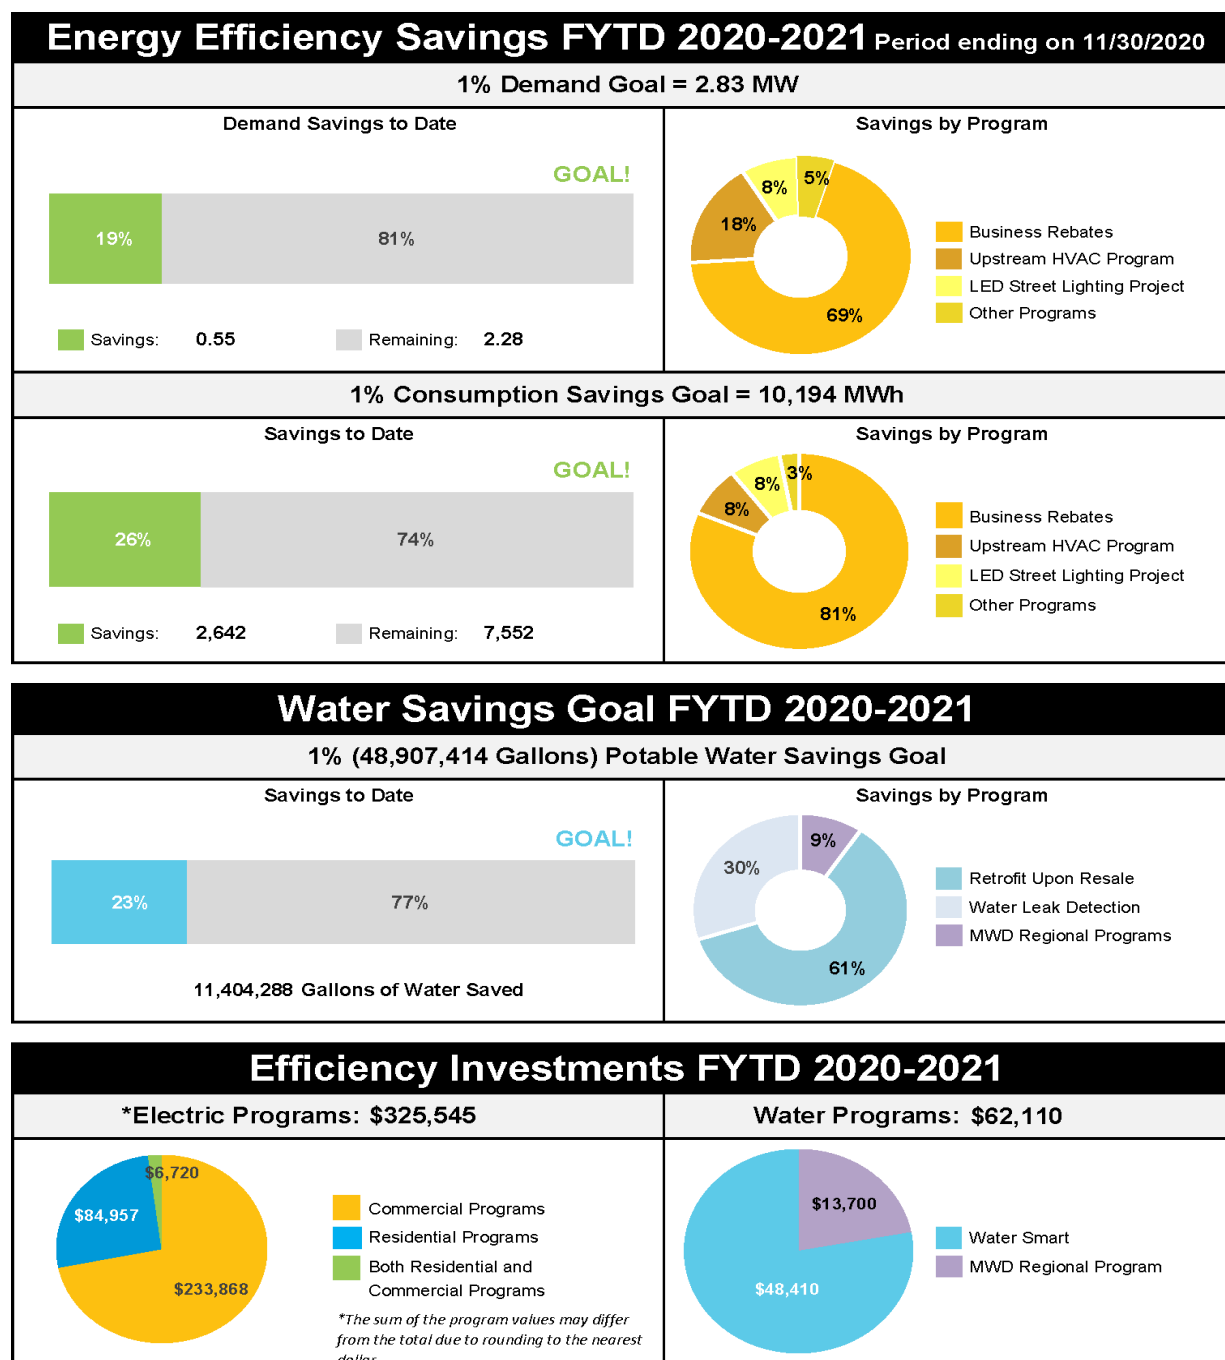 Energy Efficiency Savings FYTD 2020-2021 Period ending on 11/30/2020
1% Demand Goal = 2.83 MW
Demand Savings to Date
GOAL!
19%
81%
Savings: 0.55
Remaining: 2.28
Savings by Program
5%
8%
18%
69%
Business Rebates
Upstream HVAC Program
LED Street Lighting Project
Other Programs
1% Consumption Savings Goal = 10,194 MWh
Savings to Date
GOAL!
26%
74%
Savings: 2,642
Remaining: 7,552
Savings by Program
3%
8%
8%
81%
Business Rebates
Upstream HVAC Program
LED Street Lighting Project
Other Programs
Water Savings Goal FYTD 2020-2021
1% (48,907,414 Gallons) Potable Water Savings Goal
Savings to Date
GOAL!
23%
77%
11,404,288 Gallons of Water Saved
Savings by Program
9%
30%
61%
Retrofit Upon Resale
Water Leak Detection
MWD Regional Programs
Efficiency Investments FYTD 2020-2021
*Electric Programs: $325,545
$6,720
$84,957
$233,868
Commercial Programs
Residential Programs
Both Residential and
Commercial Programs
*The sum of the program values may differ
from the total due to rounding to the nearest
dollar
Water Programs: $62,110
$13,700
$48,410
Water Smart
MWD Regional Program